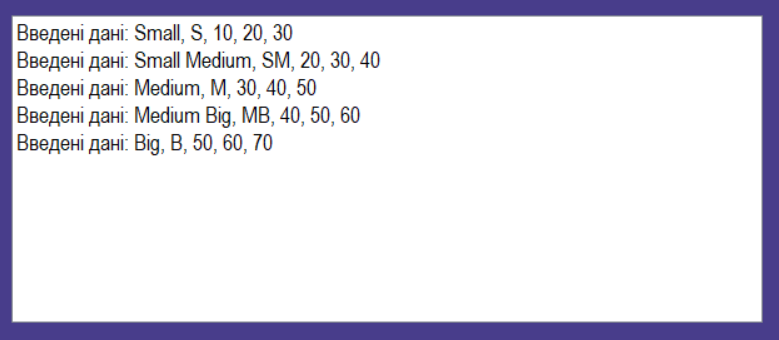 Введені дані: Small, S, 10, 20, 30
Введені дані: Small Medium, SM, 20, 30, 40
Введені дані: Medium, M, 30, 40, 50
Введені дані: Medium Big, MB, 40, 50, 60
Введені дані: Big, B, 50, 60, 70